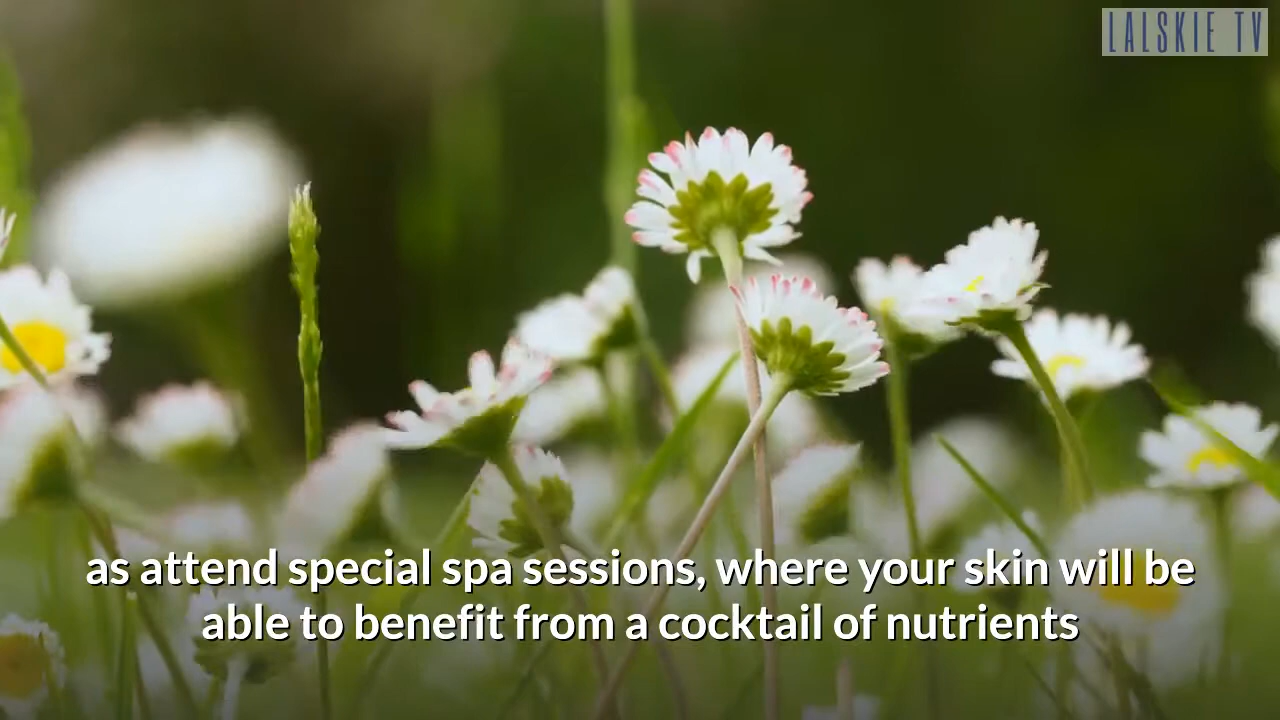 LALSKIE TV
as attend special spa sessions, where your skin will be
able to benefit from a cocktail of nutrients